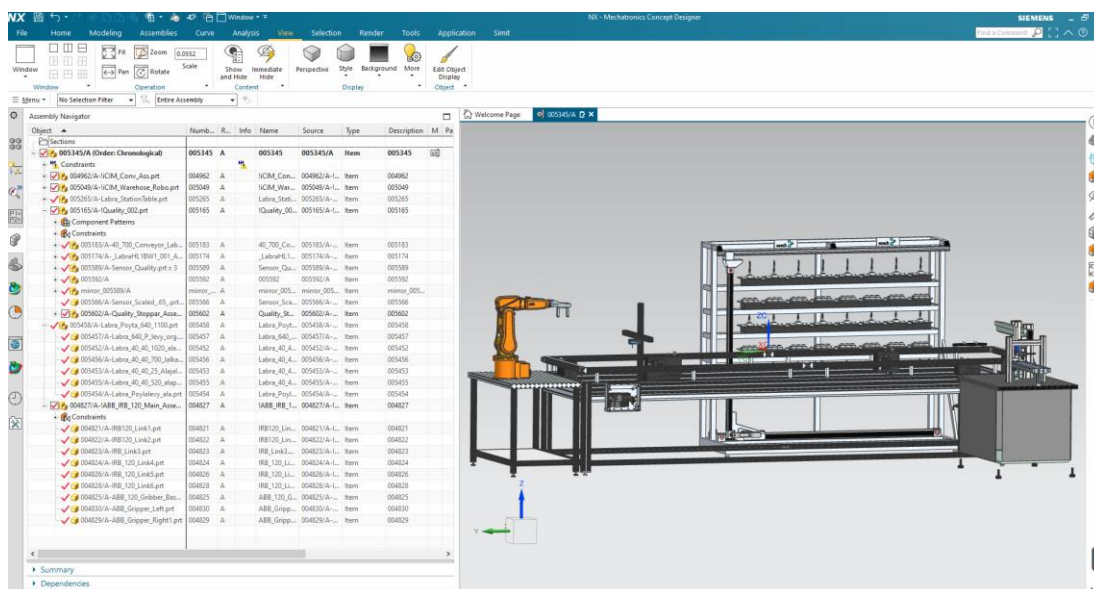 NX
Window
NX - Mechatronics Concept Designer
SIEMENS
File Home Modeling Assemblies Curve Analysis View Selection Render Tools Application Simit
Find a Command
Window
Fit Zoom 0.0552
Pan Rotate Scale
Show and Hide
Immediate Hide
Perspective Style Background More
Edit Object Display
Window Operation Content Display Object
Menu No Selection Filter Entire Assembly
Assembly Navigator
Welcome Page 005345/A
Object Numb... R... Info Name Source Type Description M Pa
Sections
005345/A (Order: Chronological) 005345 A 005345 005345/A Item 005345
Constraints
004962/A-!iCIM_Conv_Ass.prt 004962 A !iCIM_Con... 004962/A-!... Item 004962
005049/A-!iCIM_Warehose_Robo.prt 005049 A !iCIM_War... 005049/A-!... Item 005049
005265/A-Labra_StationTable.prt 005265 A Labra_Stati... 005265/A-... Item 005265
005165/A-!Quality_002.prt 005165 A !Quality_00... 005165/A-!... Item 005165
Component Patterns
Constraints
005183/A-40_700_Conveyor_Lab... 005183 A 40_700_Co... 005183/A-... Item 005183
005174/A-_LabraHL1BW1_001_A... 005174 A _LabraHL1... 005174/A-... Item 005174
005589/A-Sensor_Quality.prt x 3 005589 A Sensor_Qu... 005589/A-... Item 005589
005592/A 005592 A 005592 005592/A Item 005592
mirror_005589/A mirror_... A mirror_005... mirror_005... Item mirror_005...
005566/A-Sensor_Scaled_.65_.prt... 005566 A Sensor_Sca... 005566/A-... Item 005566
005602/A-Quality_Stoppar_Asse... 005602 A Quality_St... 005602/A-... Item 005602
005458/A-Labra_Poyta_640_1100.prt 005458 A Labra_Poyt... 005458/A-... Item 005458
005457/A-Labra_640_P_levy_org... 005457 A Labra_640_... 005457/A-... Item 005457
005452/A-Labra_40_40_1020_ala... 005452 A Labra_40_4... 005452/A-... Item 005452
005456/A-Labra_40_40_700_Jalka... 005456 A Labra_40_4... 005456/A-... Item 005456
005453/A-Labra_40_40_25_Alajal... 005453 A Labra_40_4... 005453/A-... Item 005453
005455/A-Labra_40_40_520_alap... 005455 A Labra_40_4... 005455/A-... Item 005455
005454/A-Labra_Poylalevy_alap.prt 005454 A Labra_Poyl... 005454/A-... Item 005454
004827/A-!ABB_IRB_120_Main_Asse... 004827 A !ABB_IRB_1... 004827/A-!... Item 004827
Constraints
004821/A-IRB120_Link1.prt 004821 A IRB120_Lin... 004821/A-I... Item 004821
004822/A-IRB120_Link2.prt 004822 A IRB120_Lin... 004822/A-I... Item 004822
004823/A-IRB_Link3.prt 004823 A IRB_Link3.... 004823/A-I... Item 004823
004824/A-IRB_120_Link4.prt 004824 A IRB_120_Li... 004824/A-I... Item 004824
004826/A-IRB_120_Link5.prt 004826 A IRB_120_Li... 004826/A-I... Item 004826
004828/A-IRB_120_Link6.prt 004828 A IRB_120_Li... 004828/A-I... Item 004828
004825/A-ABB_120_Gribber_Bas... 004825 A ABB_120_G... 004825/A-... Item 004825
004830/A-ABB_Gripper_Left.prt 004830 A ABB_Gripp... 004830/A-... Item 004830
004829/A-ABB_Gripper_Right1.prt 004829 A ABB_Gripp... 004829/A-... Item 004829
ZC
Z
Y
Summary
Dependencies